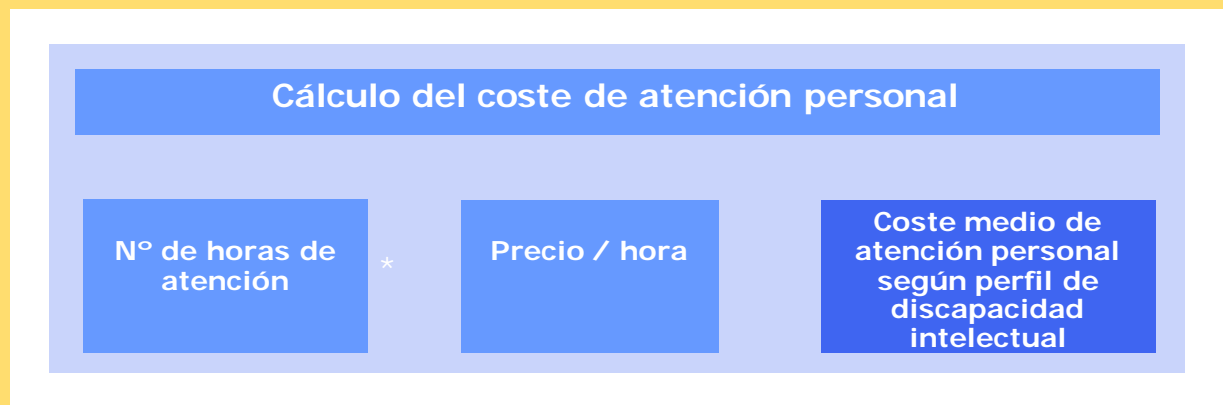 Cálculo del coste de atención personal
Nº de horas de
atención
*
Precio / hora
Coste medio de
atención personal
según perfil de
discapacidad
intelectual